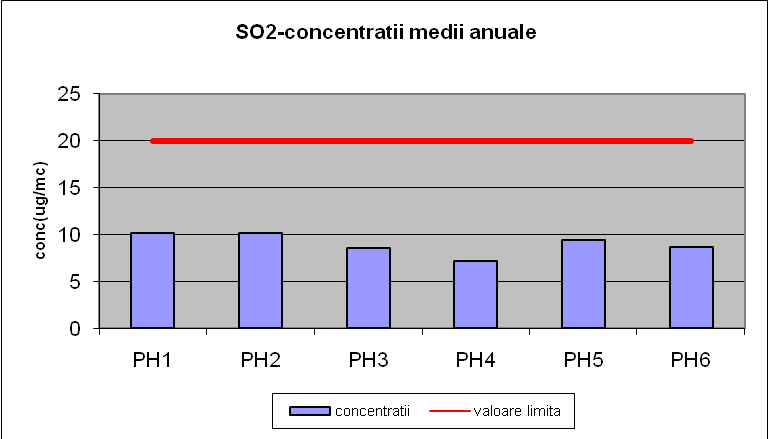 SO2-concentratii medii anuale
conc(ug/mc)
25
20
15
10
5
0
PH1 PH2 PH3 PH4 PH5 PH6
concentratii valoare limita